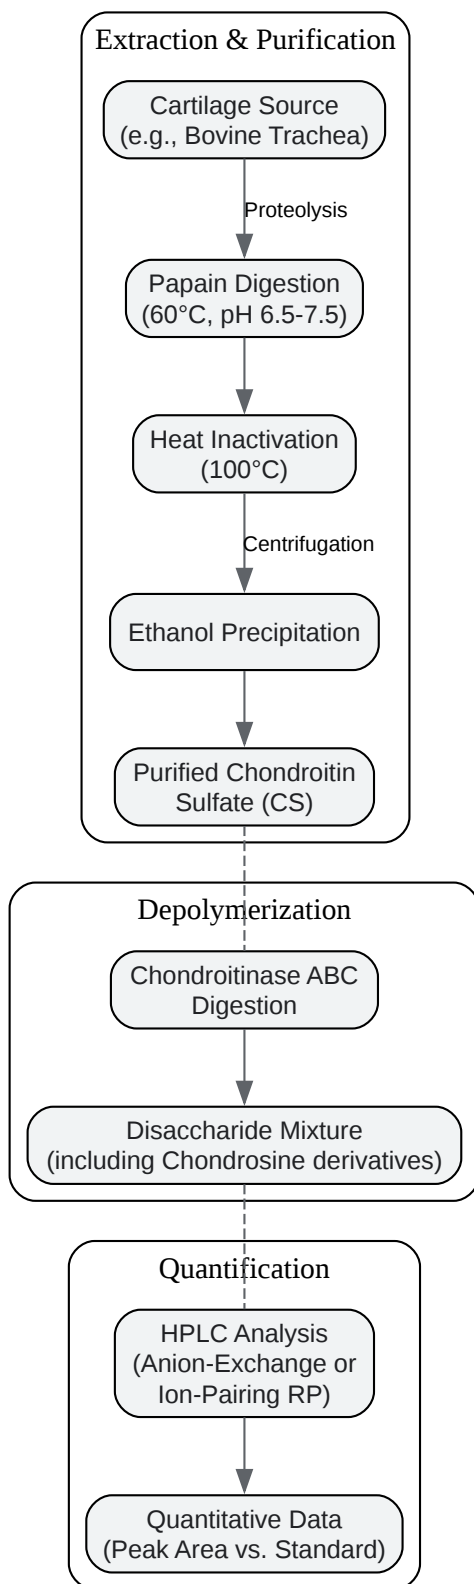 Extraction & Purification
Cartilage Source
(e.g., Bovine Trachea)
Proteolysis
Papain Digestion
(60°C, pH 6.5-7.5)
Heat Inactivation
(100°C)
Centrifugation
Ethanol Precipitation
Purified Chondroitin
Sulfate (CS)
Depolymerization
Chondroitinase ABC
Digestion
Disaccharide Mixture
(including Chondrosine derivatives)
Quantification
HPLC Analysis
(Anion-Exchange or
Ion-Pairing RP)
Quantitative Data
(Peak Area vs. Standard)